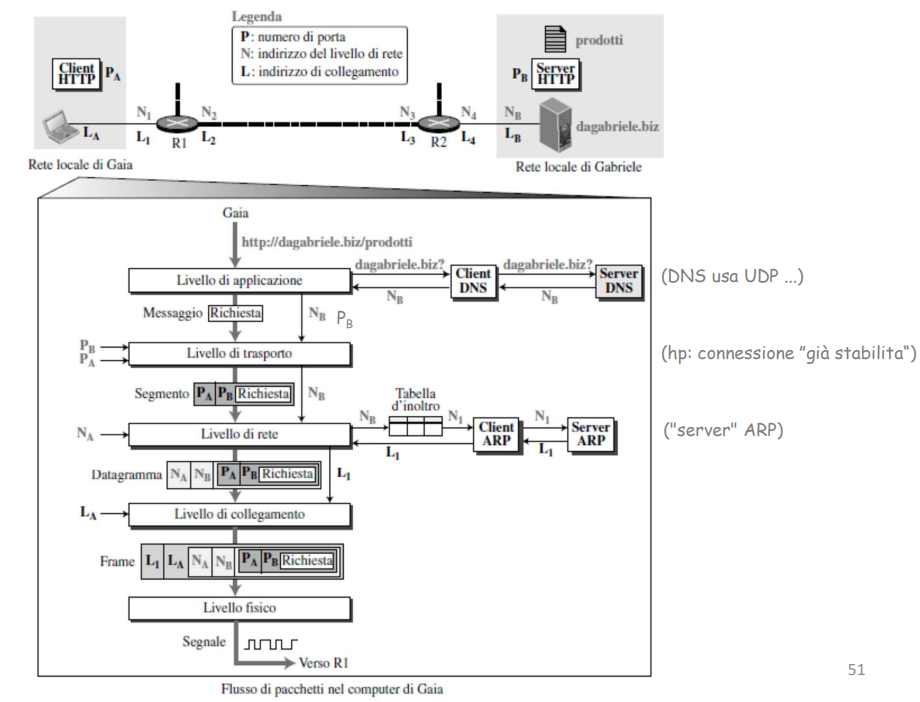 Legenda
P: numero di porta
N: indirizzo del livello di rete
L: indirizzo di collegamento
prodotti
Client HTTP
P_A
P_B
Server HTTP
N_1
N_2
N_3
N_4
N_B
L_A
L_1
R1
L_2
L_3
R2
L_4
L_B
dagabriele.biz
Rete locale di Gaia
Rete locale di Gabriele
Gaia
http://dagabriele.biz/prodotti
Livello di applicazione
dagabriele.biz?
N_B
Client DNS
dagabriele.biz?
N_B
Server DNS
(DNS usa UDP ...)
Messaggio Richiesta
N_B P_B
P_B
P_A
Livello di trasporto
(hp: connessione "già stabilita")
Segmento P_A P_B Richiesta
N_B
Tabella d'inoltro
N_A
Livello di rete
N_B
N_1
L_1
Client ARP
N_1
L_1
Server ARP
("server" ARP)
Datagramma N_A N_B P_A P_B Richiesta
L_1
L_A
Livello di collegamento
Frame L_1 L_A N_A N_B P_A P_B Richiesta
Livello fisico
Segnale
Verso R1
Flusso di pacchetti nel computer di Gaia
51